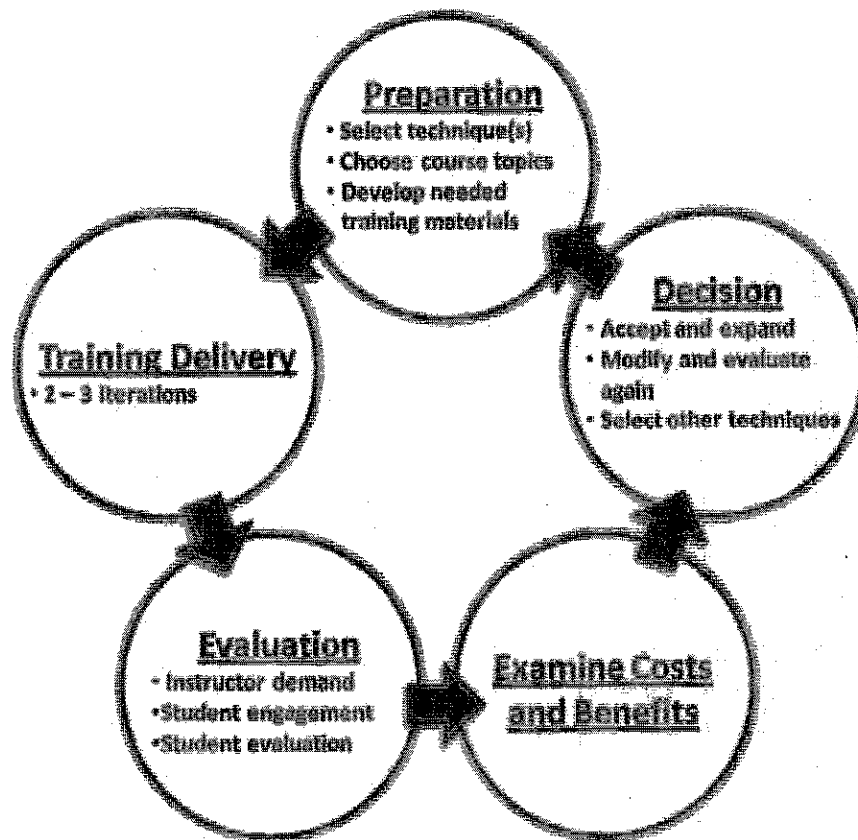 Preparation
• Select technique(s)
• Choose course topics
• Develop needed
training materials
Training Delivery
• 2 – 3 iterations
Evaluation
• Instructor demand
• Student engagement
• Student evaluation
Examine Costs
and Benefits
Decision
• Accept and expand
• Modify and evaluate
again
• Select other techniques